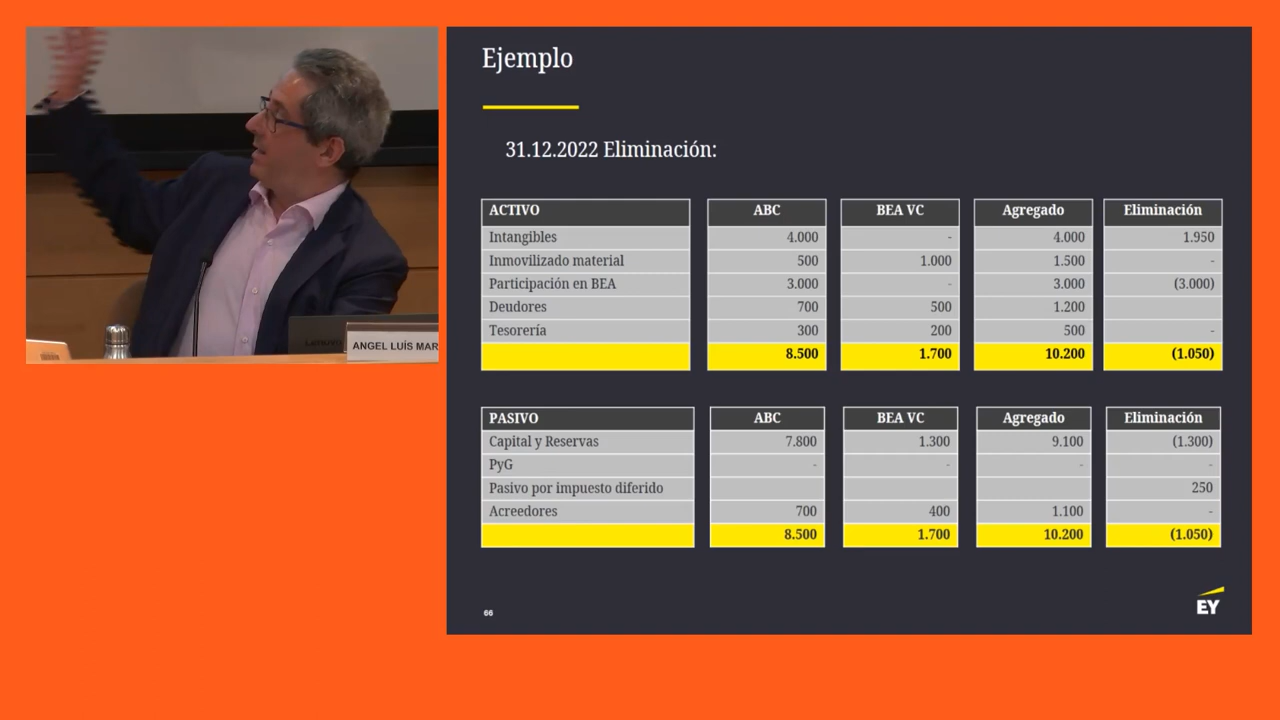 Ejemplo
31.12.2022 Eliminación:
ACTIVO ABC BEA VC Agregado Eliminación
Intangibles 4.000 - 4.000 1.950
Inmovilizado material 500 1.000 1.500 -
Participación en BEA 3.000 - 3.000 (3.000)
Deudores 700 500 1.200
Tesorería 300 200 500 -
8.500 1.700 10.200 (1.050)
PASIVO ABC BEA VC Agregado Eliminación
Capital y Reservas 7.800 1.300 9.100 (1.300)
PyG - - - -
Pasivo por impuesto diferido 250
Acreedores 700 400 1.100 -
8.500 1.700 10.200 (1.050)
66
EY
ANGEL LUÍS MAR